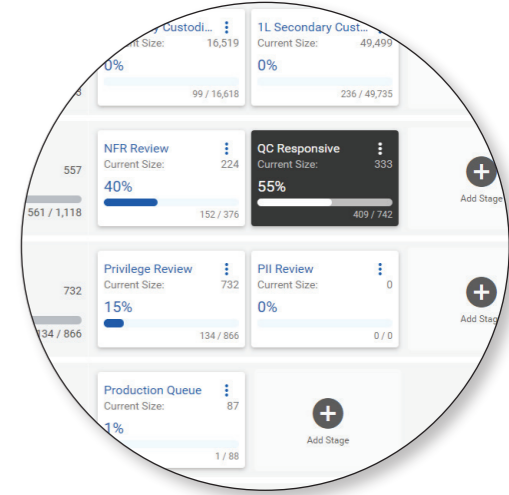 y Custodi...
1L Secondary Cust...
Size: 16,519
Current Size: 49,499
0%
0%
99 / 16,618
236 / 49,735
NFR Review
QC Responsive
557
Current Size: 224
Current Size: 333
40%
55%
Add Stage
561 / 1,118
152 / 376
409 / 742
Privilege Review
PII Review
732
Current Size: 732
Current Size: 0
15%
0%
Add Stag
134 / 866
134 / 866
0 / 0
Production Queue
Current Size: 87
1%
Add Stage
1 / 88